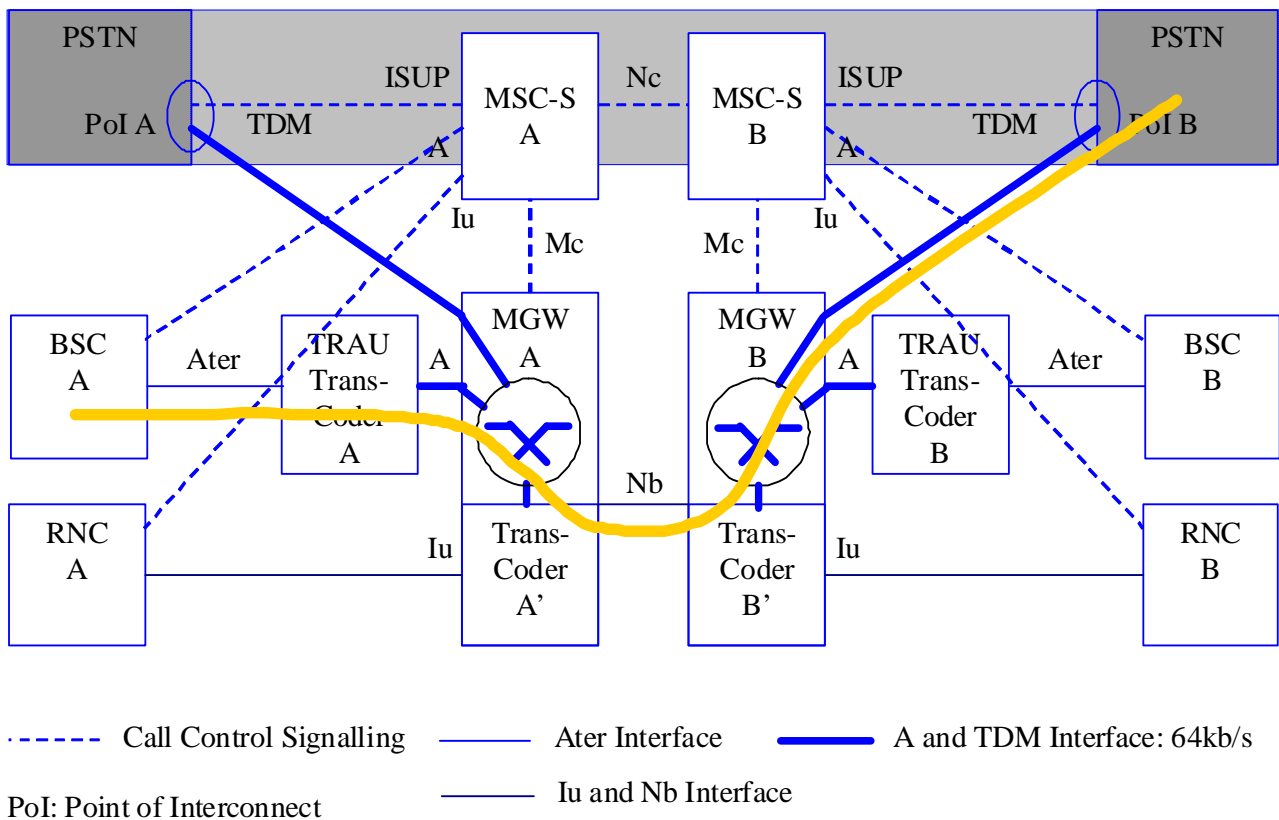 PSTN
PSTN
ISUP
Nc
ISUP
MSC-S
A
MSC-S
B
PoI A
TDM
TDM
PoI B
A
A
Iu
Iu
Mc
Mc
MGW
A
MGW
B
BSC
A
Ater
TRAU
Trans-
Coder
A
A
A
TRAU
Trans-
Coder
B
Ater
BSC
B
Nb
RNC
A
Iu
Trans-
Coder
A’
Trans-
Coder
B’
Iu
RNC
B
Call Control Signalling
Ater Interface
A and TDM Interface: 64kb/s
PoI: Point of Interconnect
Iu and Nb Interface